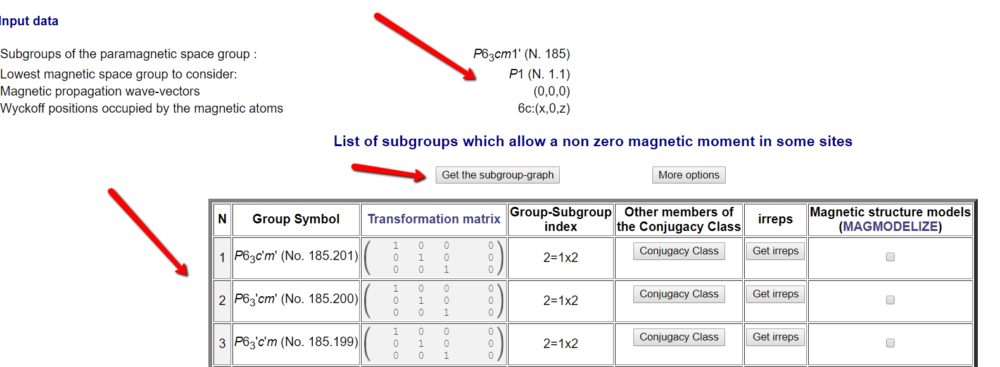 Input data
Subgroups of the paramagnetic space group : P6₃cm1' (N. 185)
Lowest magnetic space group to consider: P1 (N. 1.1)
Magnetic propagation wave-vectors (0,0,0)
Wyckoff positions occupied by the magnetic atoms 6c:(x,0,z)
List of subgroups which allow a non zero magnetic moment in some sites
Get the subgroup-graph More options
N Group Symbol Transformation matrix Group-Subgroup index Other members of the Conjugacy Class irreps Magnetic structure models (MAGMODELIZE)
1 0 0 0
1 P6₃c'm' (No. 185.201) 0 1 0 0 2=1x2 Conjugacy Class Get irreps
0 0 1 0
1 0 0 0
2 P6₃'cm' (No. 185.200) 0 1 0 0 2=1x2 Conjugacy Class Get irreps
0 0 1 0
1 0 0 0
3 P6₃'c'm (No. 185.199) 0 1 0 0 2=1x2 Conjugacy Class Get irreps
0 0 1 0